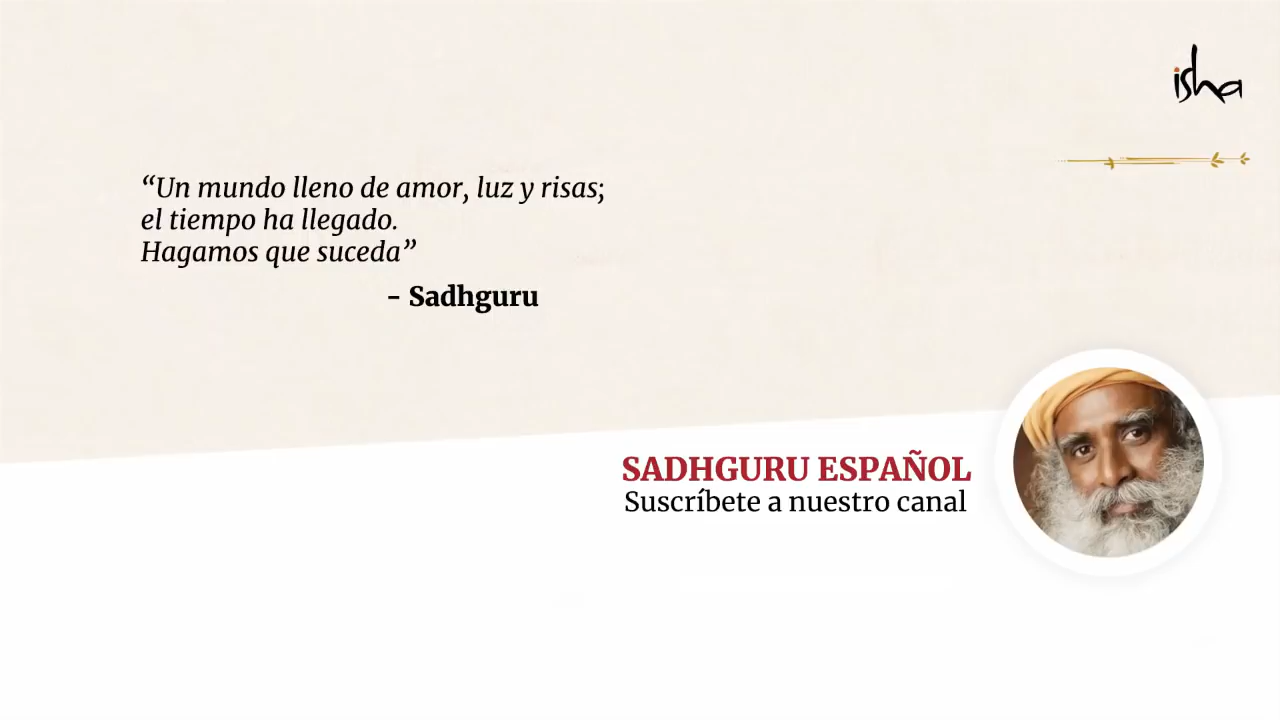 isha
“Un mundo lleno de amor, luz y risas;
el tiempo ha llegado.
Hagamos que suceda”
- Sadhguru
SADHGURU ESPAÑOL
Suscríbete a nuestro canal